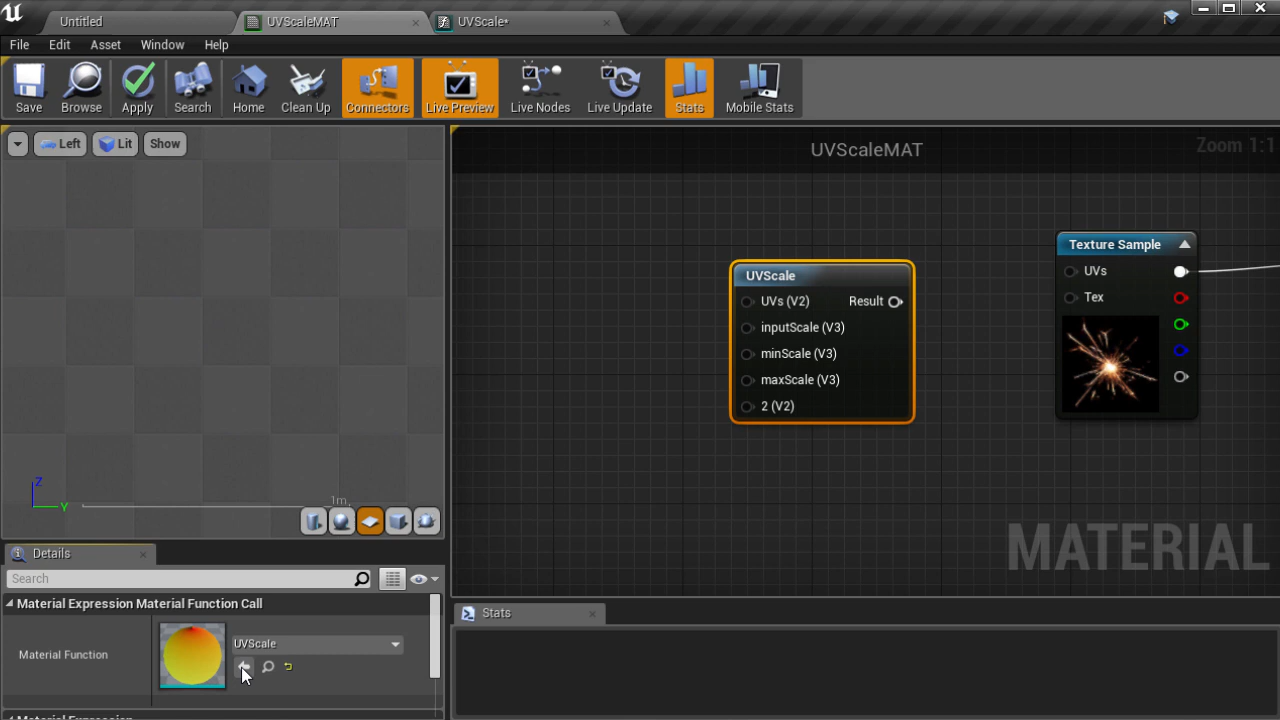 Untitled
UVScaleMAT
UVScale*
File Edit Asset Window Help
Save Browse Apply Search Home Clean Up Connectors Live Preview Live Nodes Live Update Stats Mobile Stats
Left Lit Show
UVScaleMAT
Zoom 1:1
UVScale
UVs (V2) Result
inputScale (V3)
minScale (V3)
maxScale (V3)
2 (V2)
Texture Sample
UVs
Tex
Z
Y
1m
MATERIAL
Details
Search
Material Expression Material Function Call
Material Function
UVScale
Material Expression
Stats